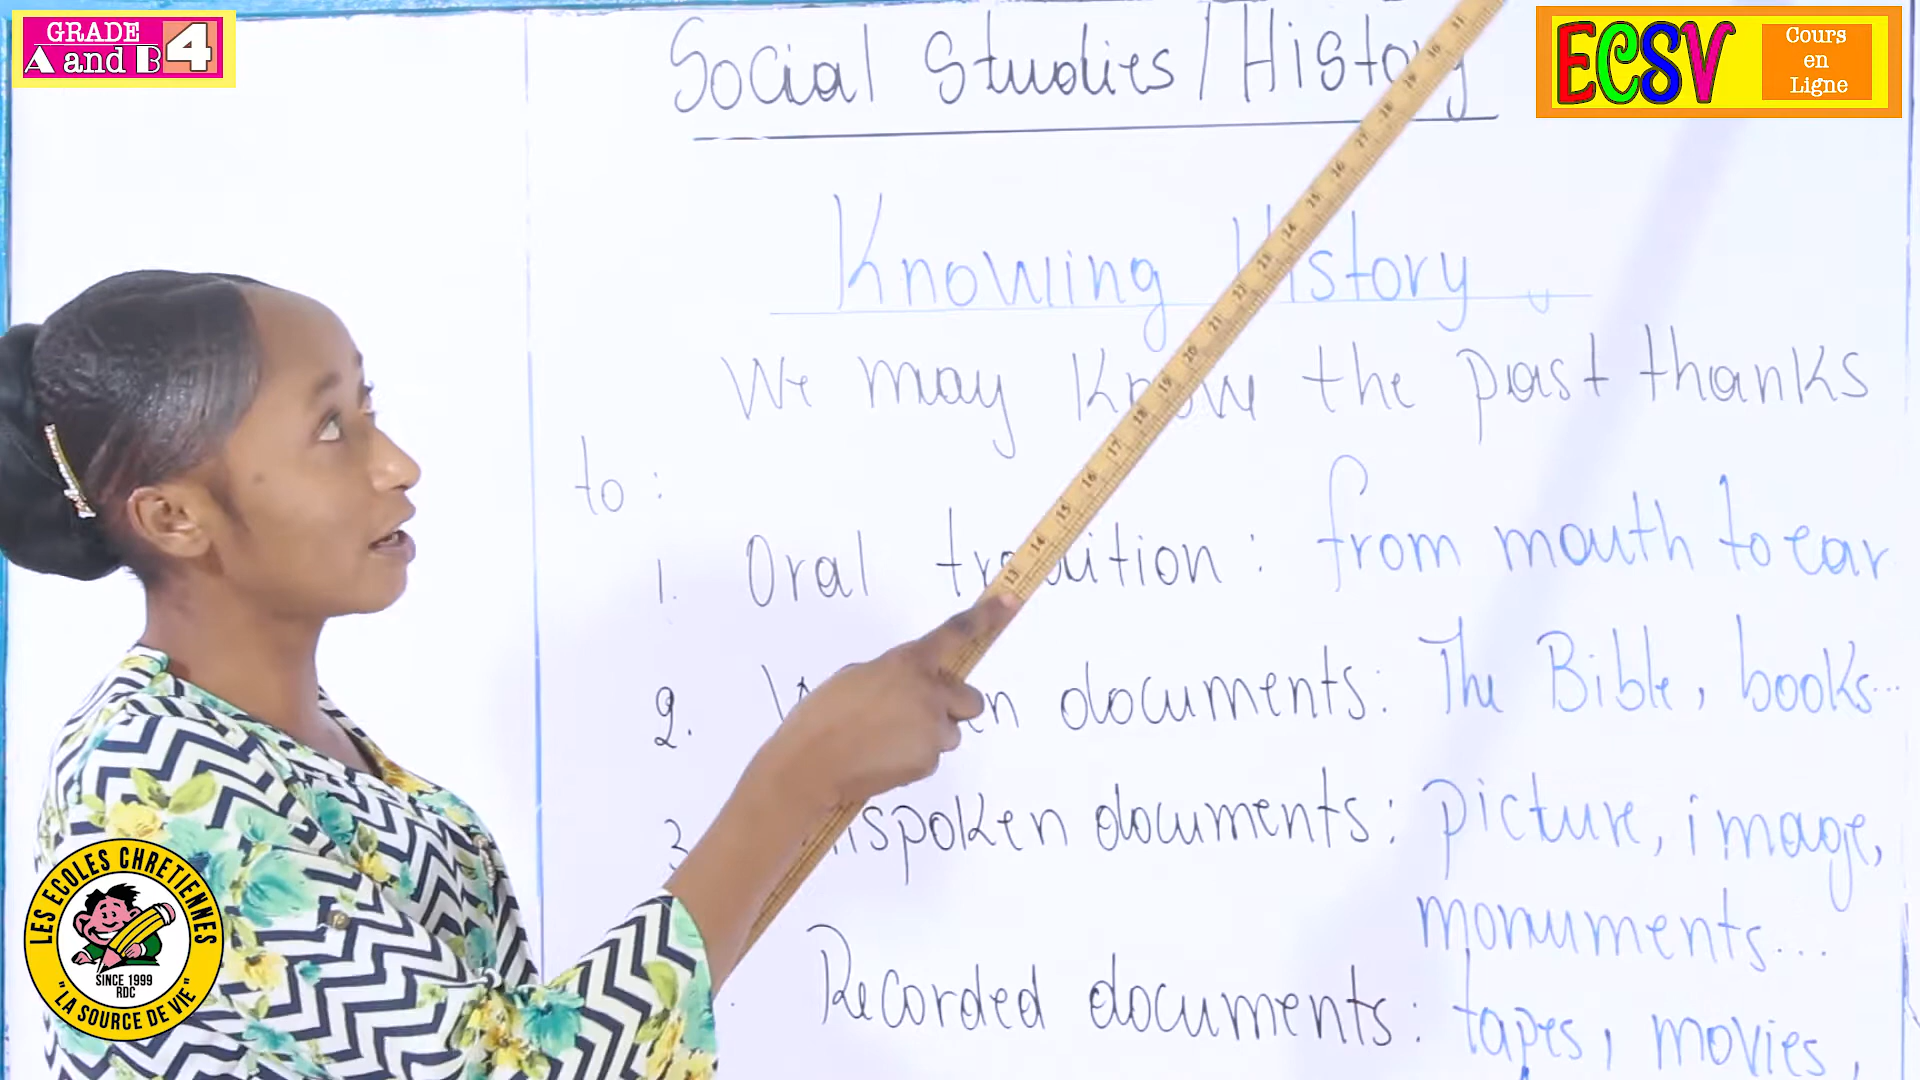 GRADE
A and B 4
ECSV
Cours
en
Ligne
Social Studies / History
Knowing History
We may know the past thanks
to :
1. Oral tradition : from mouth to ear
2. documents : The Bible, books...
3 documents : picture, image,
monuments...
Recorded documents : tapes, movies,
LES ECOLES CHRETIENNES
SINCE 1999
RDC
"LA SOURCE DE VIE"